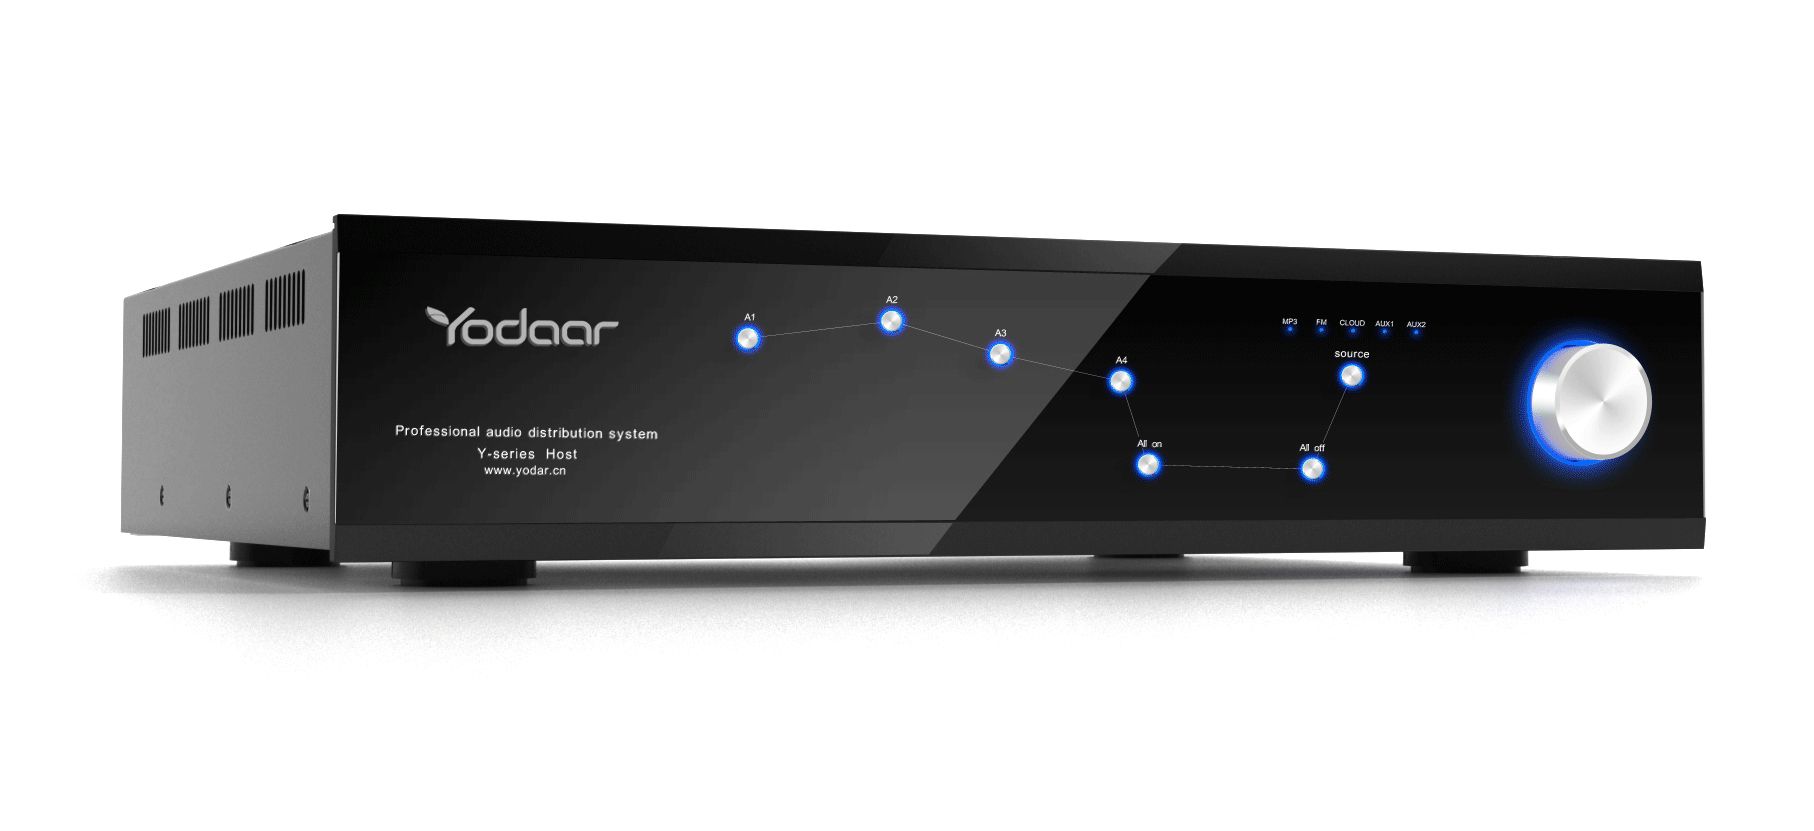 Yodaar
Professional audio distribution system
Y-series Host
www.yodar.cn
A1
A2
A3
A4
All on
All off
MP3 FM CLOUD AUX1 AUX2
source